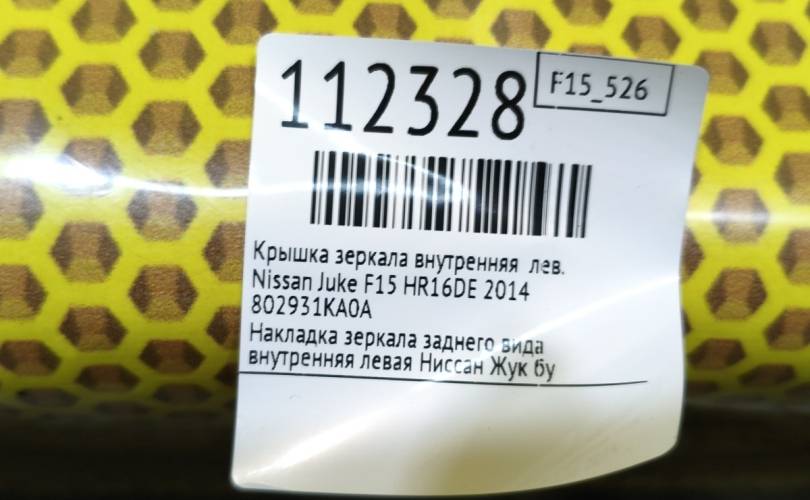 112328
F15_526
Крышка зеркала внутренняя лев.
Nissan Juke F15 HR16DE 2014
802931KA0A
Накладка зеркала заднего вида
внутренняя левая Ниссан Жук бу